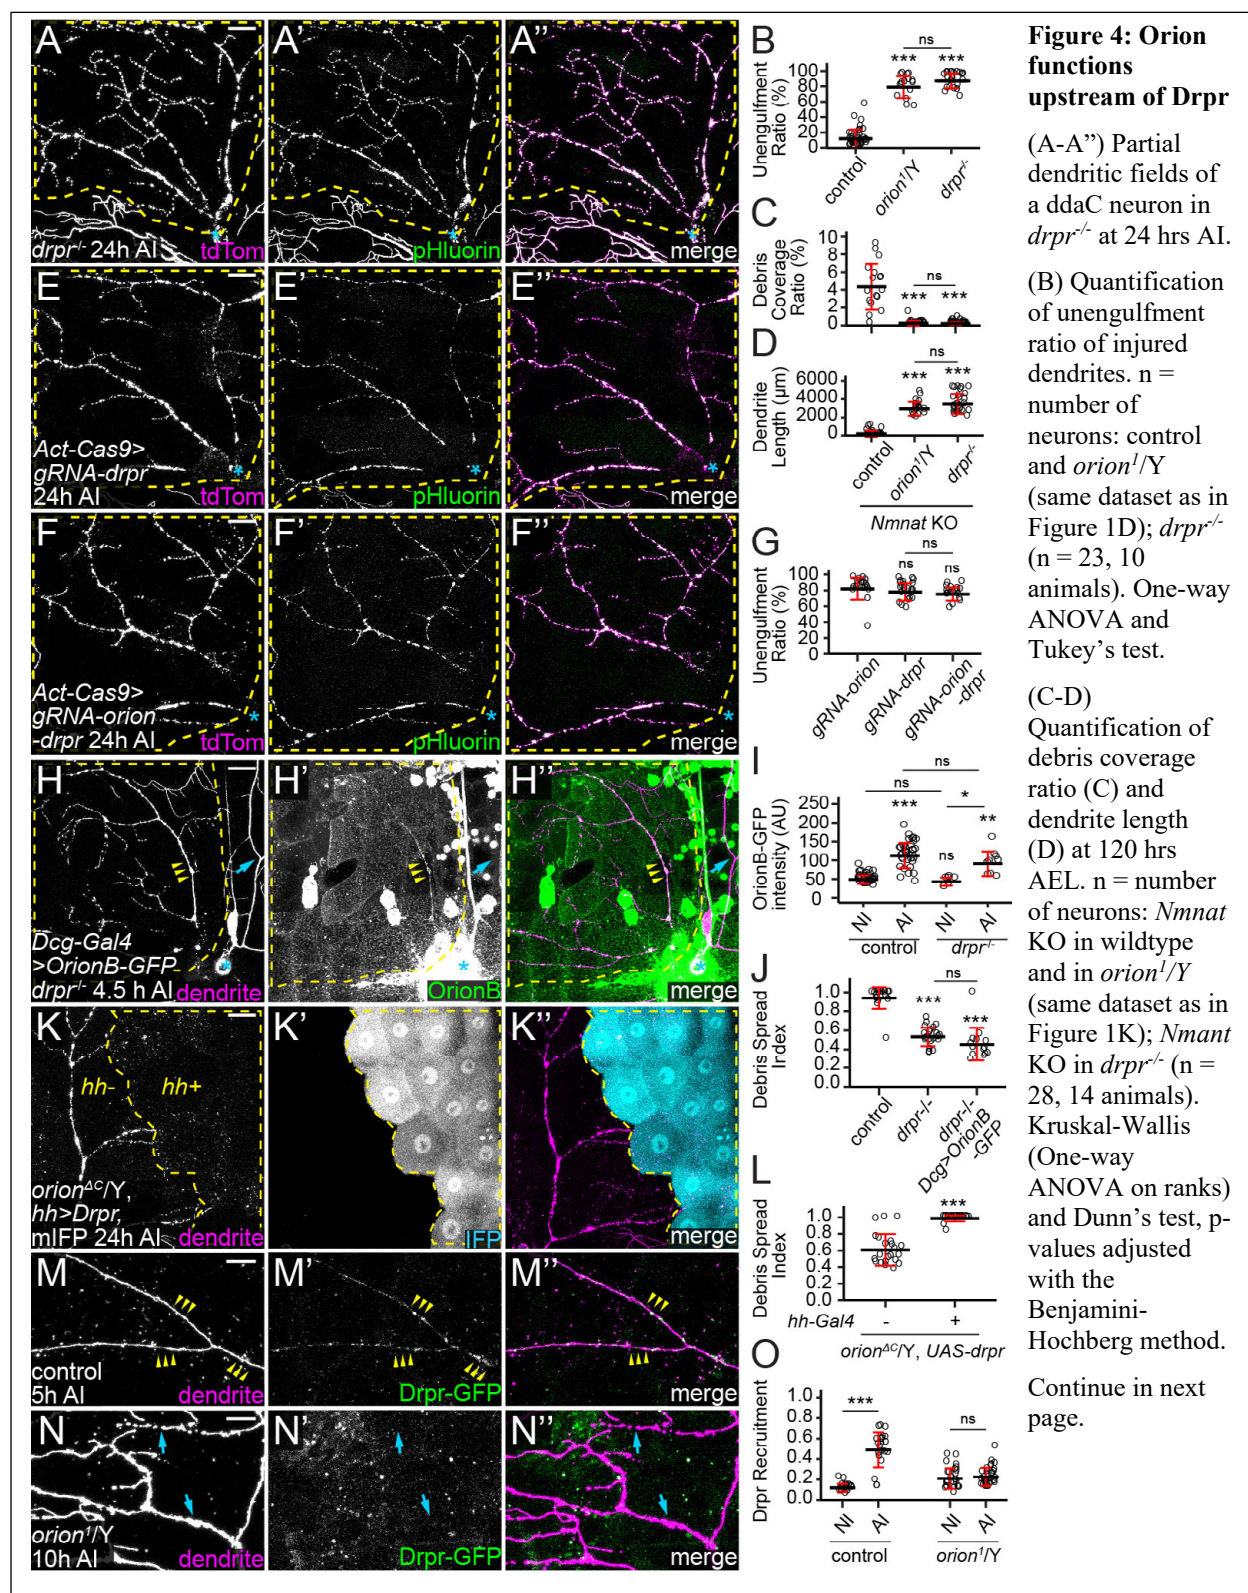 A
drpr-/- 24h AI
tdTom
A'
pHluorin
A''
merge
E
Act-Cas9>
gRNA-drpr
24h AI
tdTom
E'
pHluorin
E''
merge
F
Act-Cas9>
gRNA-orion
-drpr 24h AI
tdTom
F'
pHluorin
F''
merge
H
Dcg-Gal4
>OrionB-GFP
drpr-/- 4.5 h AI
dendrite
H'
OrionB
H''
merge
K
hh-
hh+
orionΔC/Y,
hh>Drpr,
mIFP 24h AI
dendrite
K'
IFP
K''
merge
M
control
5h AI
dendrite
M'
Drpr-GFP
M''
merge
N
orion1/Y
10h AI
dendrite
N'
Drpr-GFP
N''
merge
B
Unengulfment
Ratio (%)
100
80
60
40
20
0
ns
***
***
control
orion1/Y
drpr-/-
C
Debris
Coverage
Ratio (%)
10
8
6
4
2
0
ns
***
***
D
Dendrite
Length (µm)
6000
4000
2000
0
ns
***
***
control
orion1/Y
drpr-/-
Nmnat KO
G
Unengulfment
Ratio (%)
100
80
60
40
20
0
ns
ns
ns
gRNA-orion
gRNA-drpr
gRNA-orion
-drpr
I
OrionB-GFP
intensity (AU)
250
200
150
100
50
0
ns
ns
***
*
ns
**
NI
AI
NI
AI
control
drpr-/-
J
Debris Spread
Index
1.0
0.8
0.6
0.4
0.2
0.0
ns
***
***
control
drpr-/-
drpr-/-
Dcg>OrionB
-GFP
L
Debris Spread
Index
1.0
0.8
0.6
0.4
0.2
0.0
***
hh-Gal4
-
+
orionΔC/Y, UAS-drpr
O
Drpr Recruitment
1.0
0.8
0.6
0.4
0.2
0.0
***
ns
NI
AI
NI
AI
control
orion1/Y
Figure 4: Orion
functions
upstream of Drpr
(A-A”) Partial
dendritic fields of
a ddaC neuron in
drpr-/- at 24 hrs AI.
(B) Quantification
of unengulfment
ratio of injured
dendrites. n =
number of
neurons: control
and orion1/Y
(same dataset as in
Figure 1D); drpr-/-
(n = 23, 10
animals). One-way
ANOVA and
Tukey’s test.
(C-D)
Quantification of
debris coverage
ratio (C) and
dendrite length
(D) at 120 hrs
AEL. n = number
of neurons: Nmnat
KO in wildtype
and in orion1/Y
(same dataset as in
Figure 1K); Nmant
KO in drpr-/- (n =
28, 14 animals).
Kruskal-Wallis
(One-way
ANOVA on ranks)
and Dunn’s test, p-
values adjusted
with the
Benjamini-
Hochberg method.
Continue in next
page.